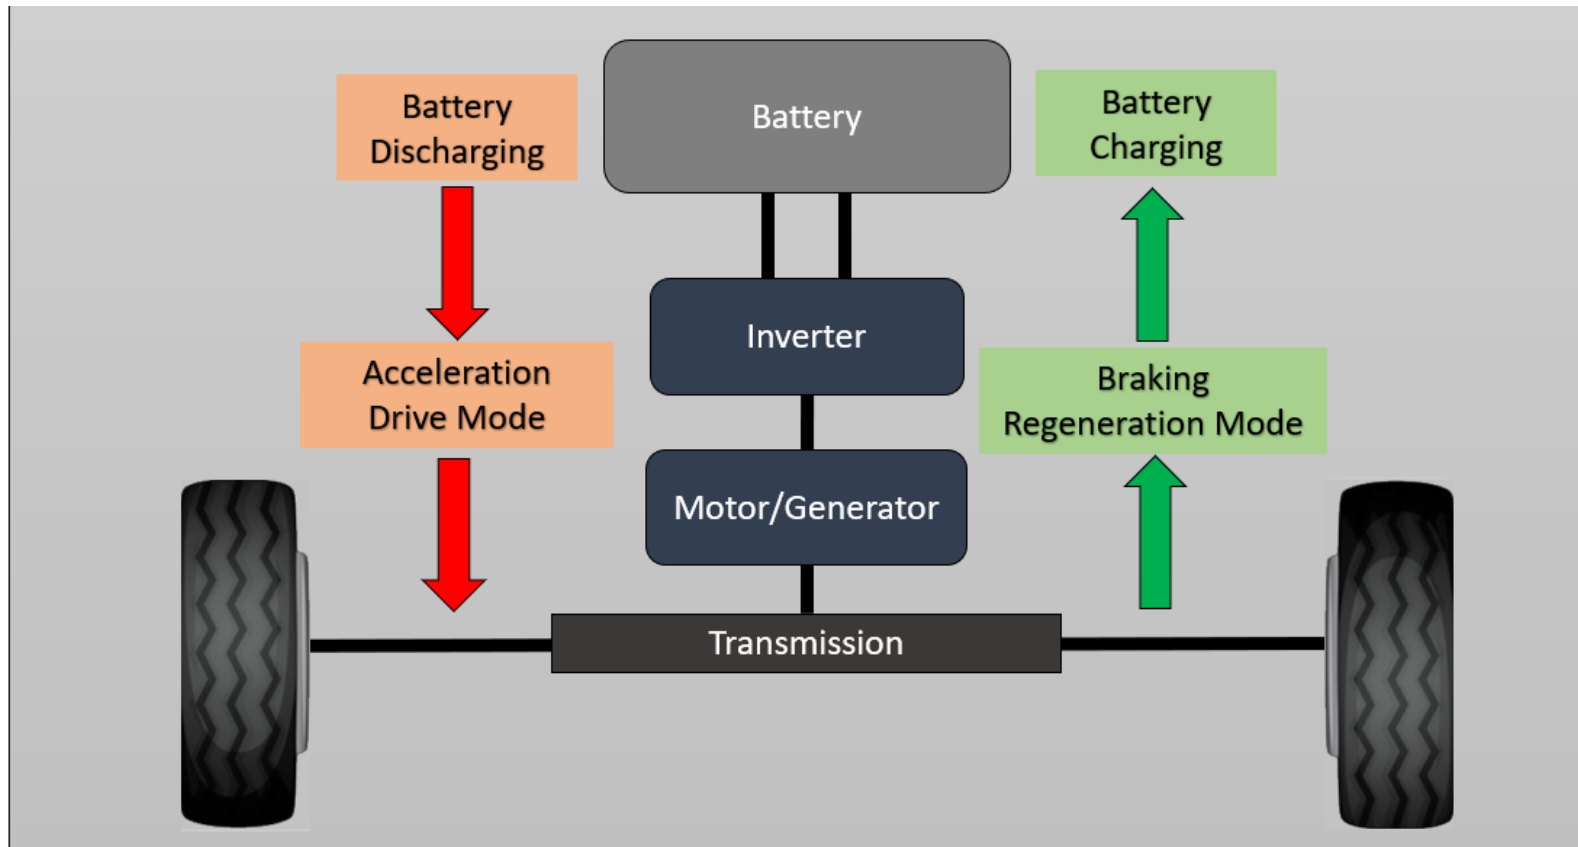 Battery
Discharging
Battery
Battery
Charging
Inverter
Acceleration
Drive Mode
Braking
Regeneration Mode
Motor/Generator
Transmission